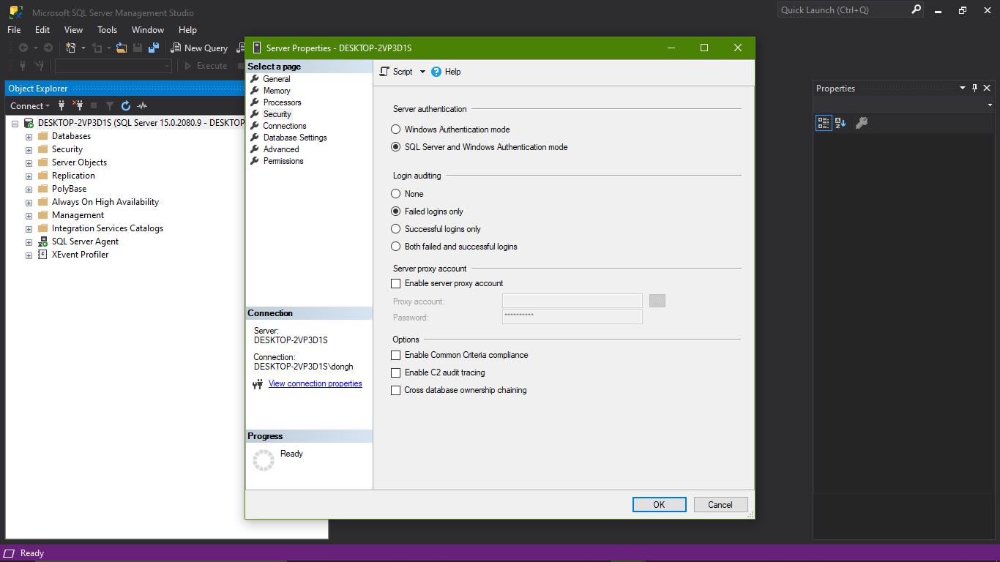 Microsoft SQL Server Management Studio
Quick Launch (Ctrl+Q)
File Edit View Tools Window Help
New Query
Execute
Object Explorer
Connect
DESKTOP-2VP3D1S (SQL Server 15.0.2080.9 - DESKTOP
Databases
Security
Server Objects
Replication
PolyBase
Always On High Availability
Management
Integration Services Catalogs
SQL Server Agent
XEvent Profiler
Server Properties - DESKTOP-2VP3D1S
Select a page
General
Memory
Processors
Security
Connections
Database Settings
Advanced
Permissions
Connection
Server:
DESKTOP-2VP3D1S
Connection:
DESKTOP-2VP3D1S\dongh
View connection properties
Progress
Ready
Script Help
Server authentication
Windows Authentication mode
SQL Server and Windows Authentication mode
Login auditing
None
Failed logins only
Successful logins only
Both failed and successful logins
Server proxy account
Enable server proxy account
Proxy account:
...
Password: **********
Options
Enable Common Criteria compliance
Enable C2 audit tracing
Cross database ownership chaining
OK Cancel
Properties
Ready